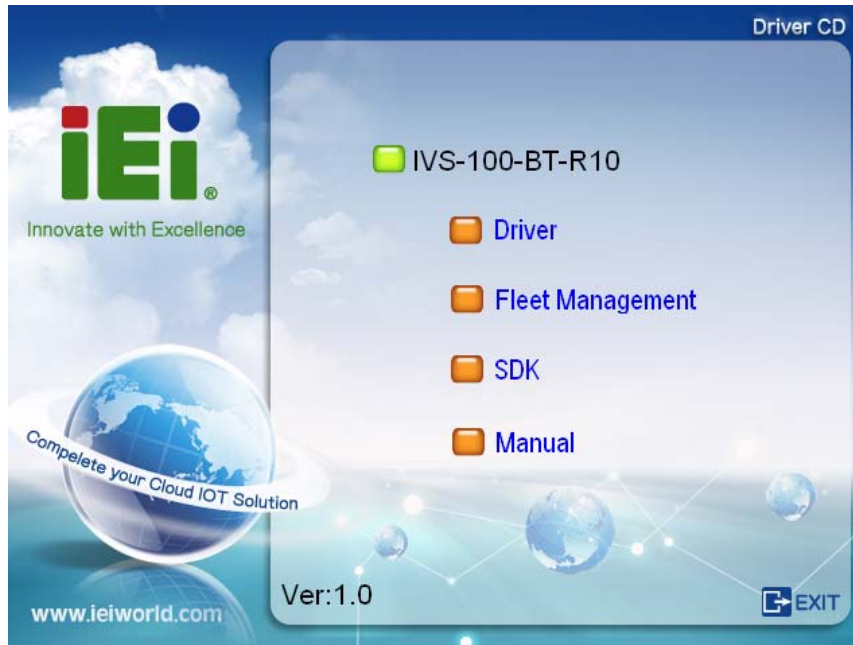 Driver CD
iEi®
Innovate with Excellence
IVS-100-BT-R10
Driver
Fleet Management
SDK
Manual
Compelete your Cloud IOT Solution
Ver:1.0
www.ieiworld.com
EXIT